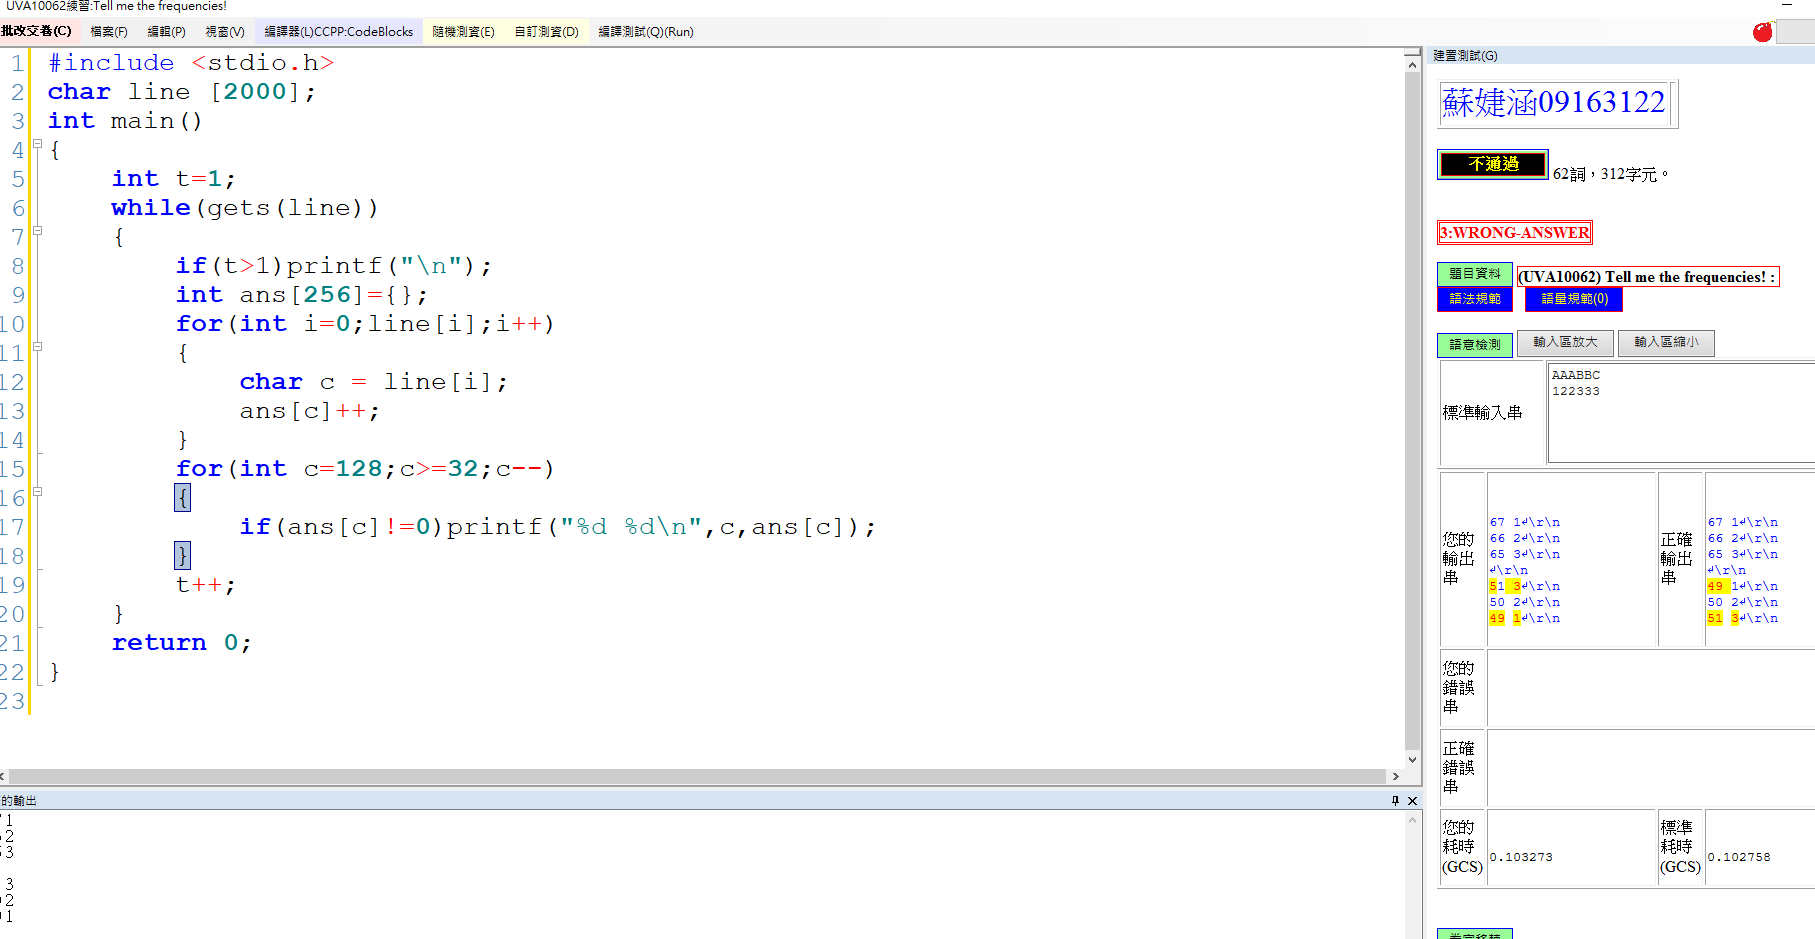 UVA10062練習:Tell me the frequencies!
批改交卷(C) 檔案(F) 編輯(P) 視窗(V) 編譯器(L)CCPP:CodeBlocks 隨機測資(E) 自訂測資(D) 編譯測試(Q)(Run)
1 #include <stdio.h>
2 char line [2000];
3 int main()
4 {
5 int t=1;
6 while(gets(line))
7 {
8 if(t>1)printf("\n");
9 int ans[256]={};
10 for(int i=0;line[i];i++)
11 {
12 char c = line[i];
13 ans[c]++;
14 }
15 for(int c=128;c>=32;c--)
16 {
17 if(ans[c]!=0)printf("%d %d\n",c,ans[c]);
18 }
19 t++;
20 }
21 return 0;
22 }
23
的輸出
1
2
3
3
2
1
建置測試(G)
蘇婕涵09163122
不通過 62詞，312字元。
3:WRONG-ANSWER
題目資料 (UVA10062) Tell me the frequencies! :
語法規範 語量規範(0)
語意檢測 輸入區放大 輸入區縮小
標準輸入串
AAABBC
122333
您的輸出串
67 1↲\r\n
66 2↲\r\n
65 3↲\r\n
↲\r\n
51 3↲\r\n
50 2↲\r\n
49 1↲\r\n
正確輸出串
67 1↲\r\n
66 2↲\r\n
65 3↲\r\n
↲\r\n
49 1↲\r\n
50 2↲\r\n
51 3↲\r\n
您的錯誤串
正確錯誤串
您的耗時(GCS) 0.103273
標準耗時(GCS) 0.102758